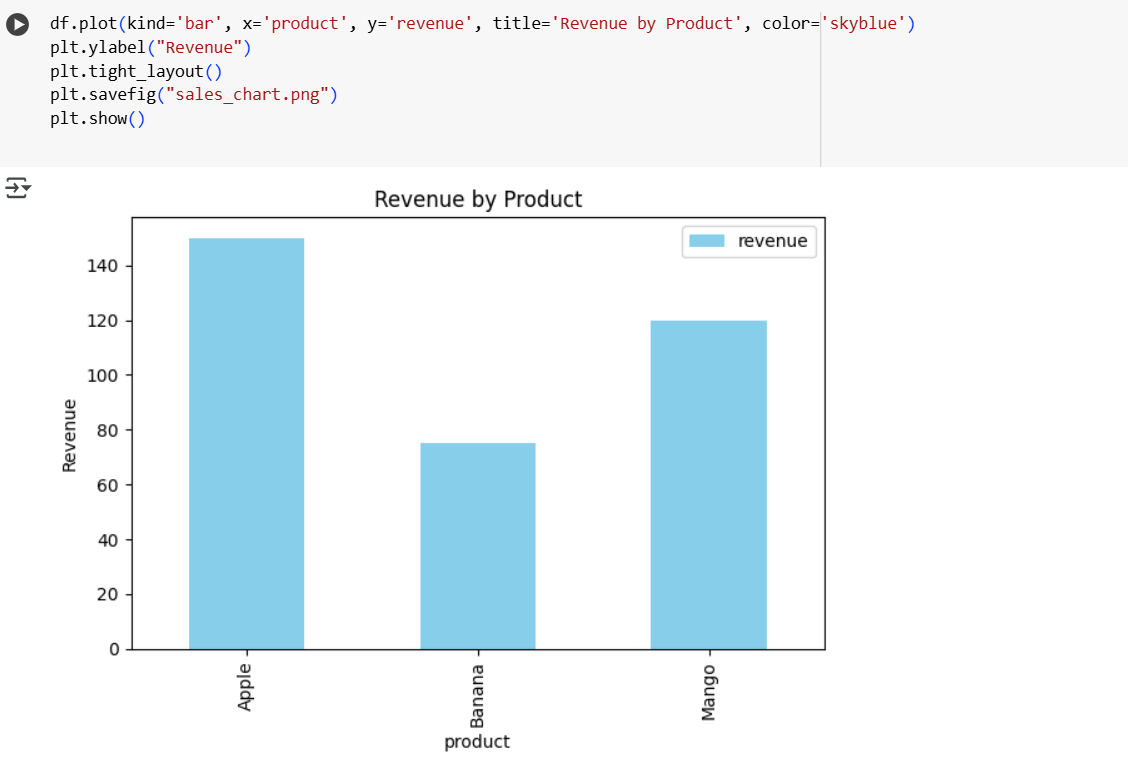 df.plot(kind='bar', x='product', y='revenue', title='Revenue by Product', color='skyblue')
plt.ylabel("Revenue")
plt.tight_layout()
plt.savefig("sales_chart.png")
plt.show()
Revenue by Product
revenue
140
120
100
80
60
40
20
0
Revenue
Apple
Banana
Mango
product